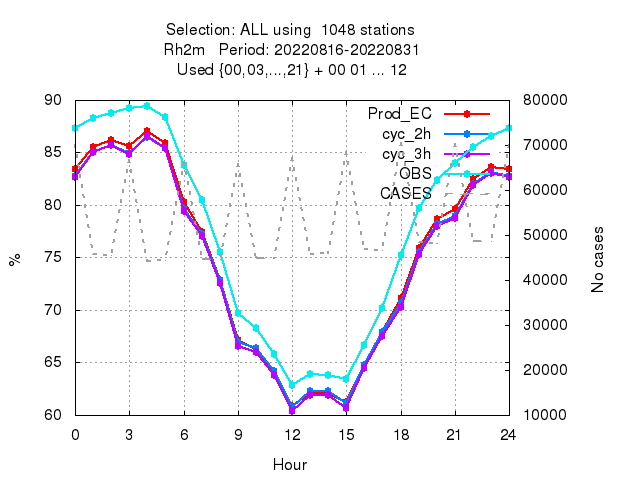 Selection: ALL using  1048 stations
Rh2m   Period: 20220816-20220831
Used {00,03,...,21} + 00 01 ... 12
90 80000
Prod_EC
cyc_2h
85 70000
cyc_3h
OBS
60000
CASES
80
50000
75
%
No cases
40000
70
30000
65
20000
60 10000
0 3 6 9 12 15 18 21 24
Hour